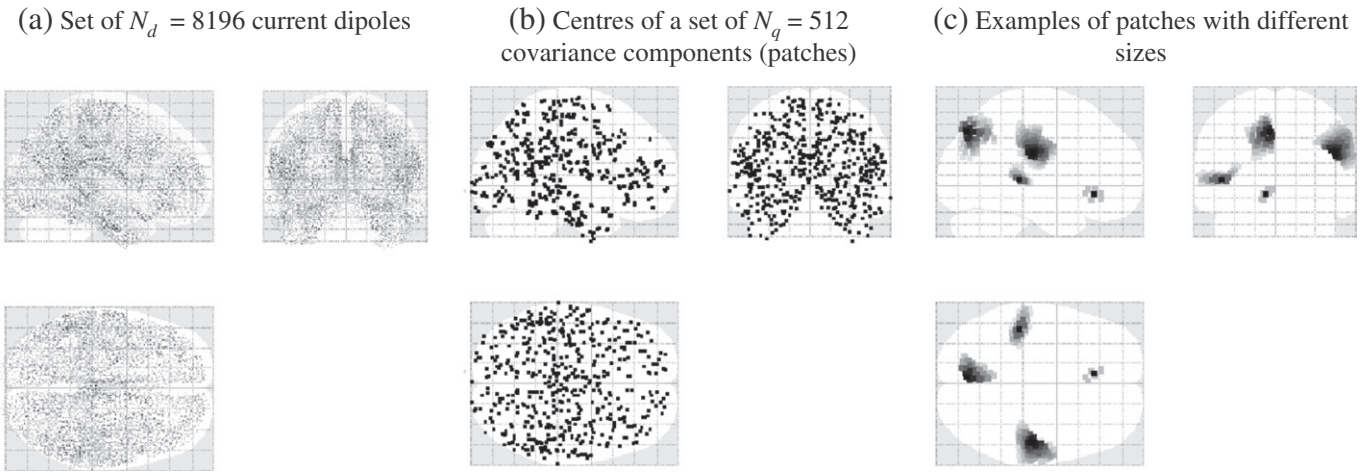 (a) Set of N_d = 8196 current dipoles
(b) Centres of a set of N_q = 512
covariance components (patches)
(c) Examples of patches with different
sizes